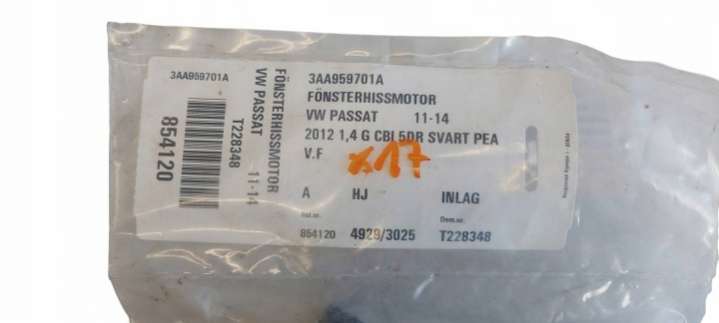 3AA959701A
FÖNSTERHISSMOTOR
VW PASSAT 11-14
T228348
854120
3AA959701A
FÖNSTERHISSMOTOR
VW PASSAT 11-14
2012 1,4 G CBI 5DR SVART PEA
V.F
x17
A HJ INLAG
854120 4929/3025 T228348